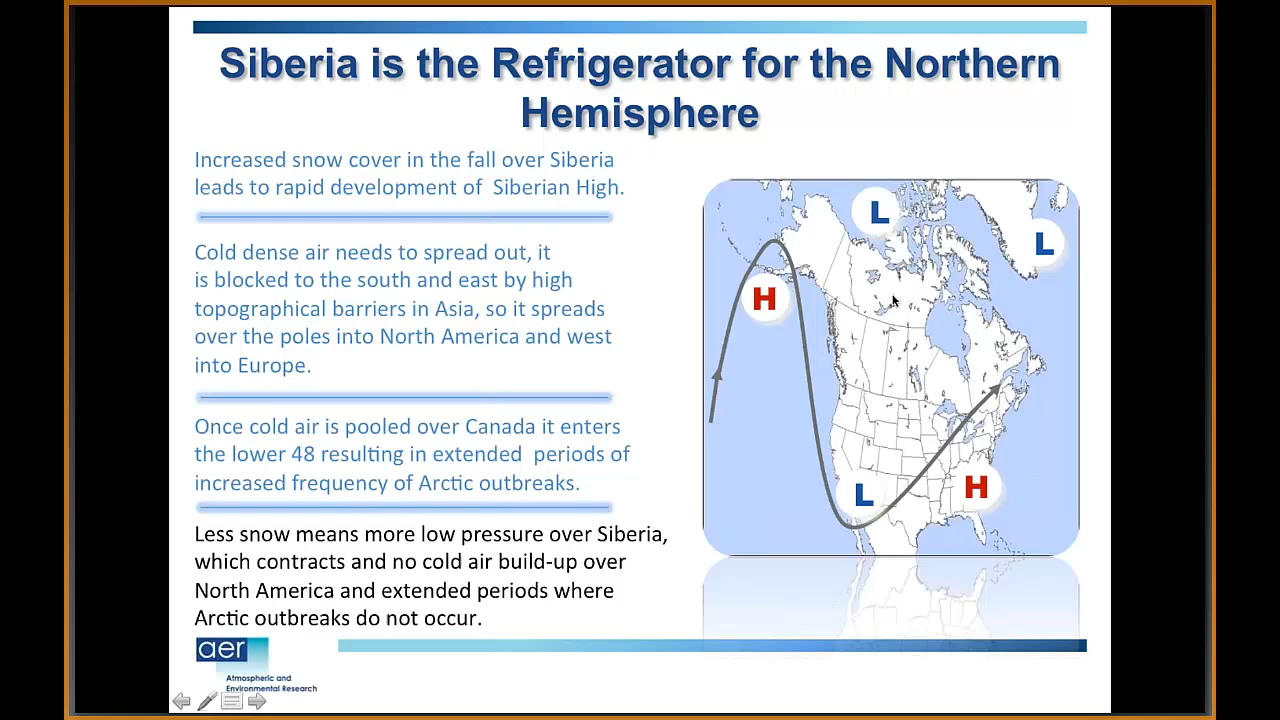 Siberia is the Refrigerator for the Northern
Hemisphere
Increased snow cover in the fall over Siberia
leads to rapid development of  Siberian High.
Cold dense air needs to spread out, it
is blocked to the south and east by high
topographical barriers in Asia, so it spreads
over the poles into North America and west
into Europe.
Once cold air is pooled over Canada it enters
the lower 48 resulting in extended  periods of
increased frequency of Arctic outbreaks.
Less snow means more low pressure over Siberia,
which contracts and no cold air build-up over
North America and extended periods where
Arctic outbreaks do not occur.
L
L
H
L
H
aer
Atmospheric and
Environmental Research